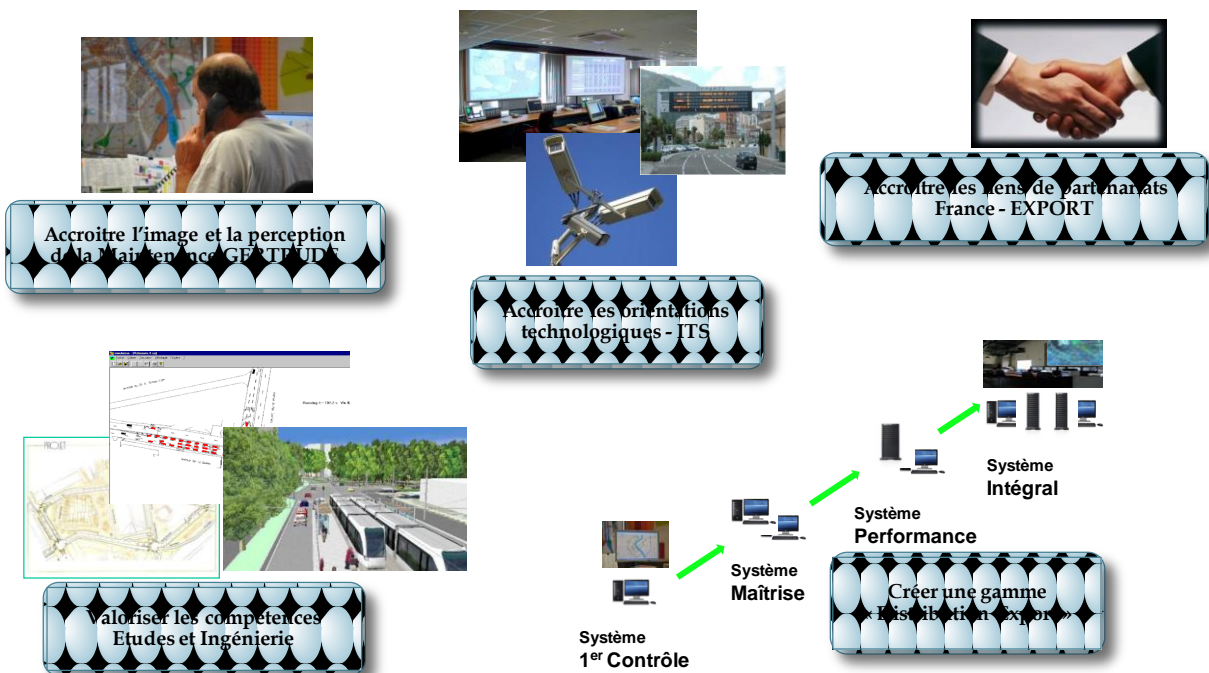 Accroitre l'image et la perception
de la Maintenance GERTRUDE
Accroitre les orientations
technologiques - ITS
Accroitre les liens de partenariats
France - EXPORT
PROJET
Valoriser les compétences
Etudes et Ingénierie
Système
1er Contrôle
Système
Maîtrise
Système
Performance
Système
Intégral
Créer une gamme
« Distribution Export »